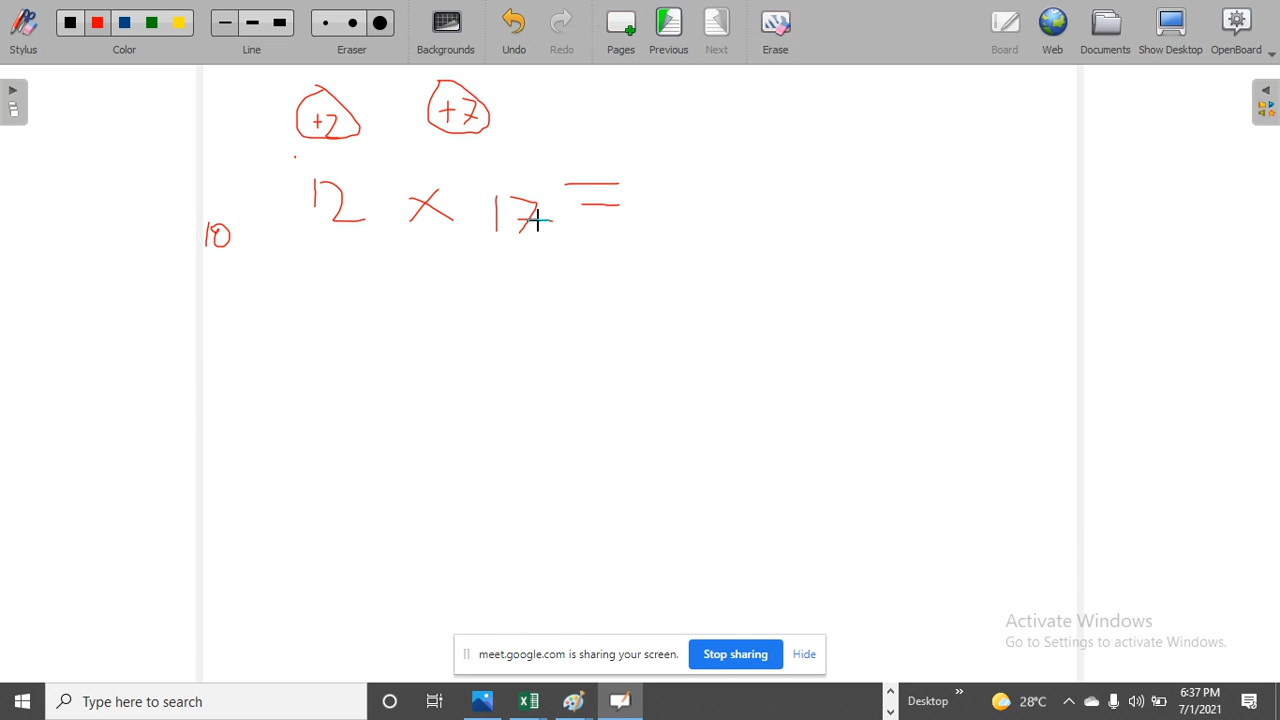 Stylus Color Line Eraser Backgrounds Undo Redo Pages Previous Next Erase Board Web Documents Show Desktop OpenBoard
+2 +7
12 × 17 =
10
Activate Windows
Go to Settings to activate Windows.
meet.google.com is sharing your screen. Stop sharing Hide
Type here to search Desktop 28°C 6:37 PM
7/1/2021